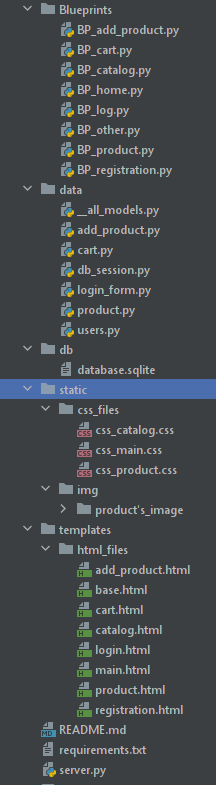 Blueprints
BP_add_product.py
BP_cart.py
BP_catalog.py
BP_home.py
BP_log.py
BP_other.py
BP_product.py
BP_registration.py
data
__all_models.py
add_product.py
cart.py
db_session.py
login_form.py
product.py
users.py
db
database.sqlite
static
css_files
css_catalog.css
css_main.css
css_product.css
img
product's_image
templates
html_files
add_product.html
base.html
cart.html
catalog.html
login.html
main.html
product.html
registration.html
README.md
requirements.txt
server.py